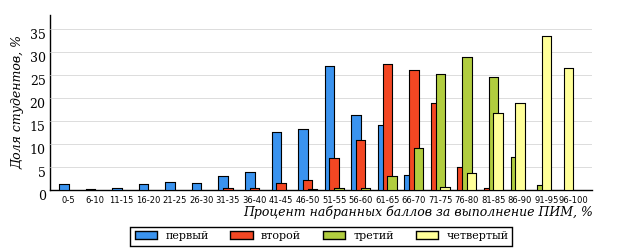 Доля студентов, %
35
30
25
20
15
10
5
0
0-5 6-10 11-15 16-20 21-25 26-30 31-35 36-40 41-45 46-50 51-55 56-60 61-65 66-70 71-75 76-80 81-85 86-90 91-95 96-100
Процент набранных баллов за выполнение ПИМ, %
первый второй третий четвертый